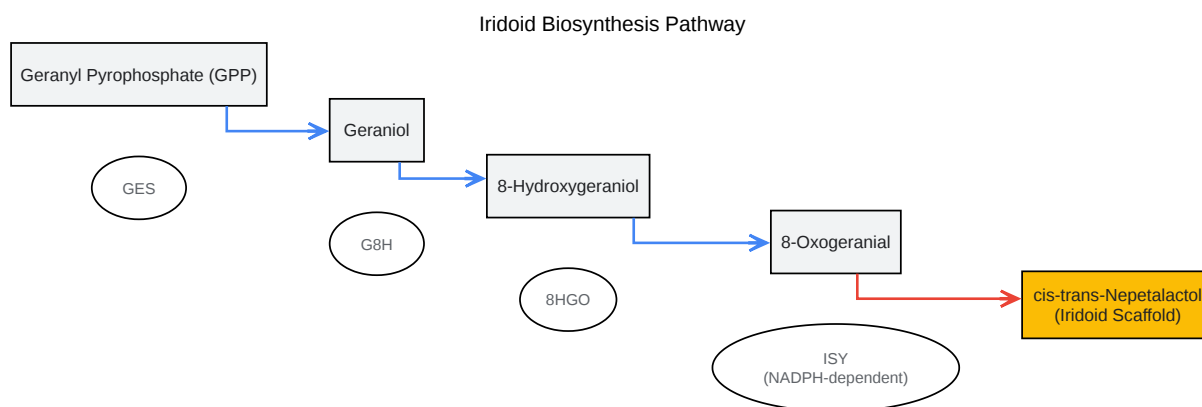 Iridoid Biosynthesis Pathway
Geranyl Pyrophosphate (GPP)
Geraniol
GES
8-Hydroxygeraniol
G8H
8-Oxogeranial
8HGO
cis-trans-Nepetalactol
(Iridoid Scaffold)
ISY
(NADPH-dependent)